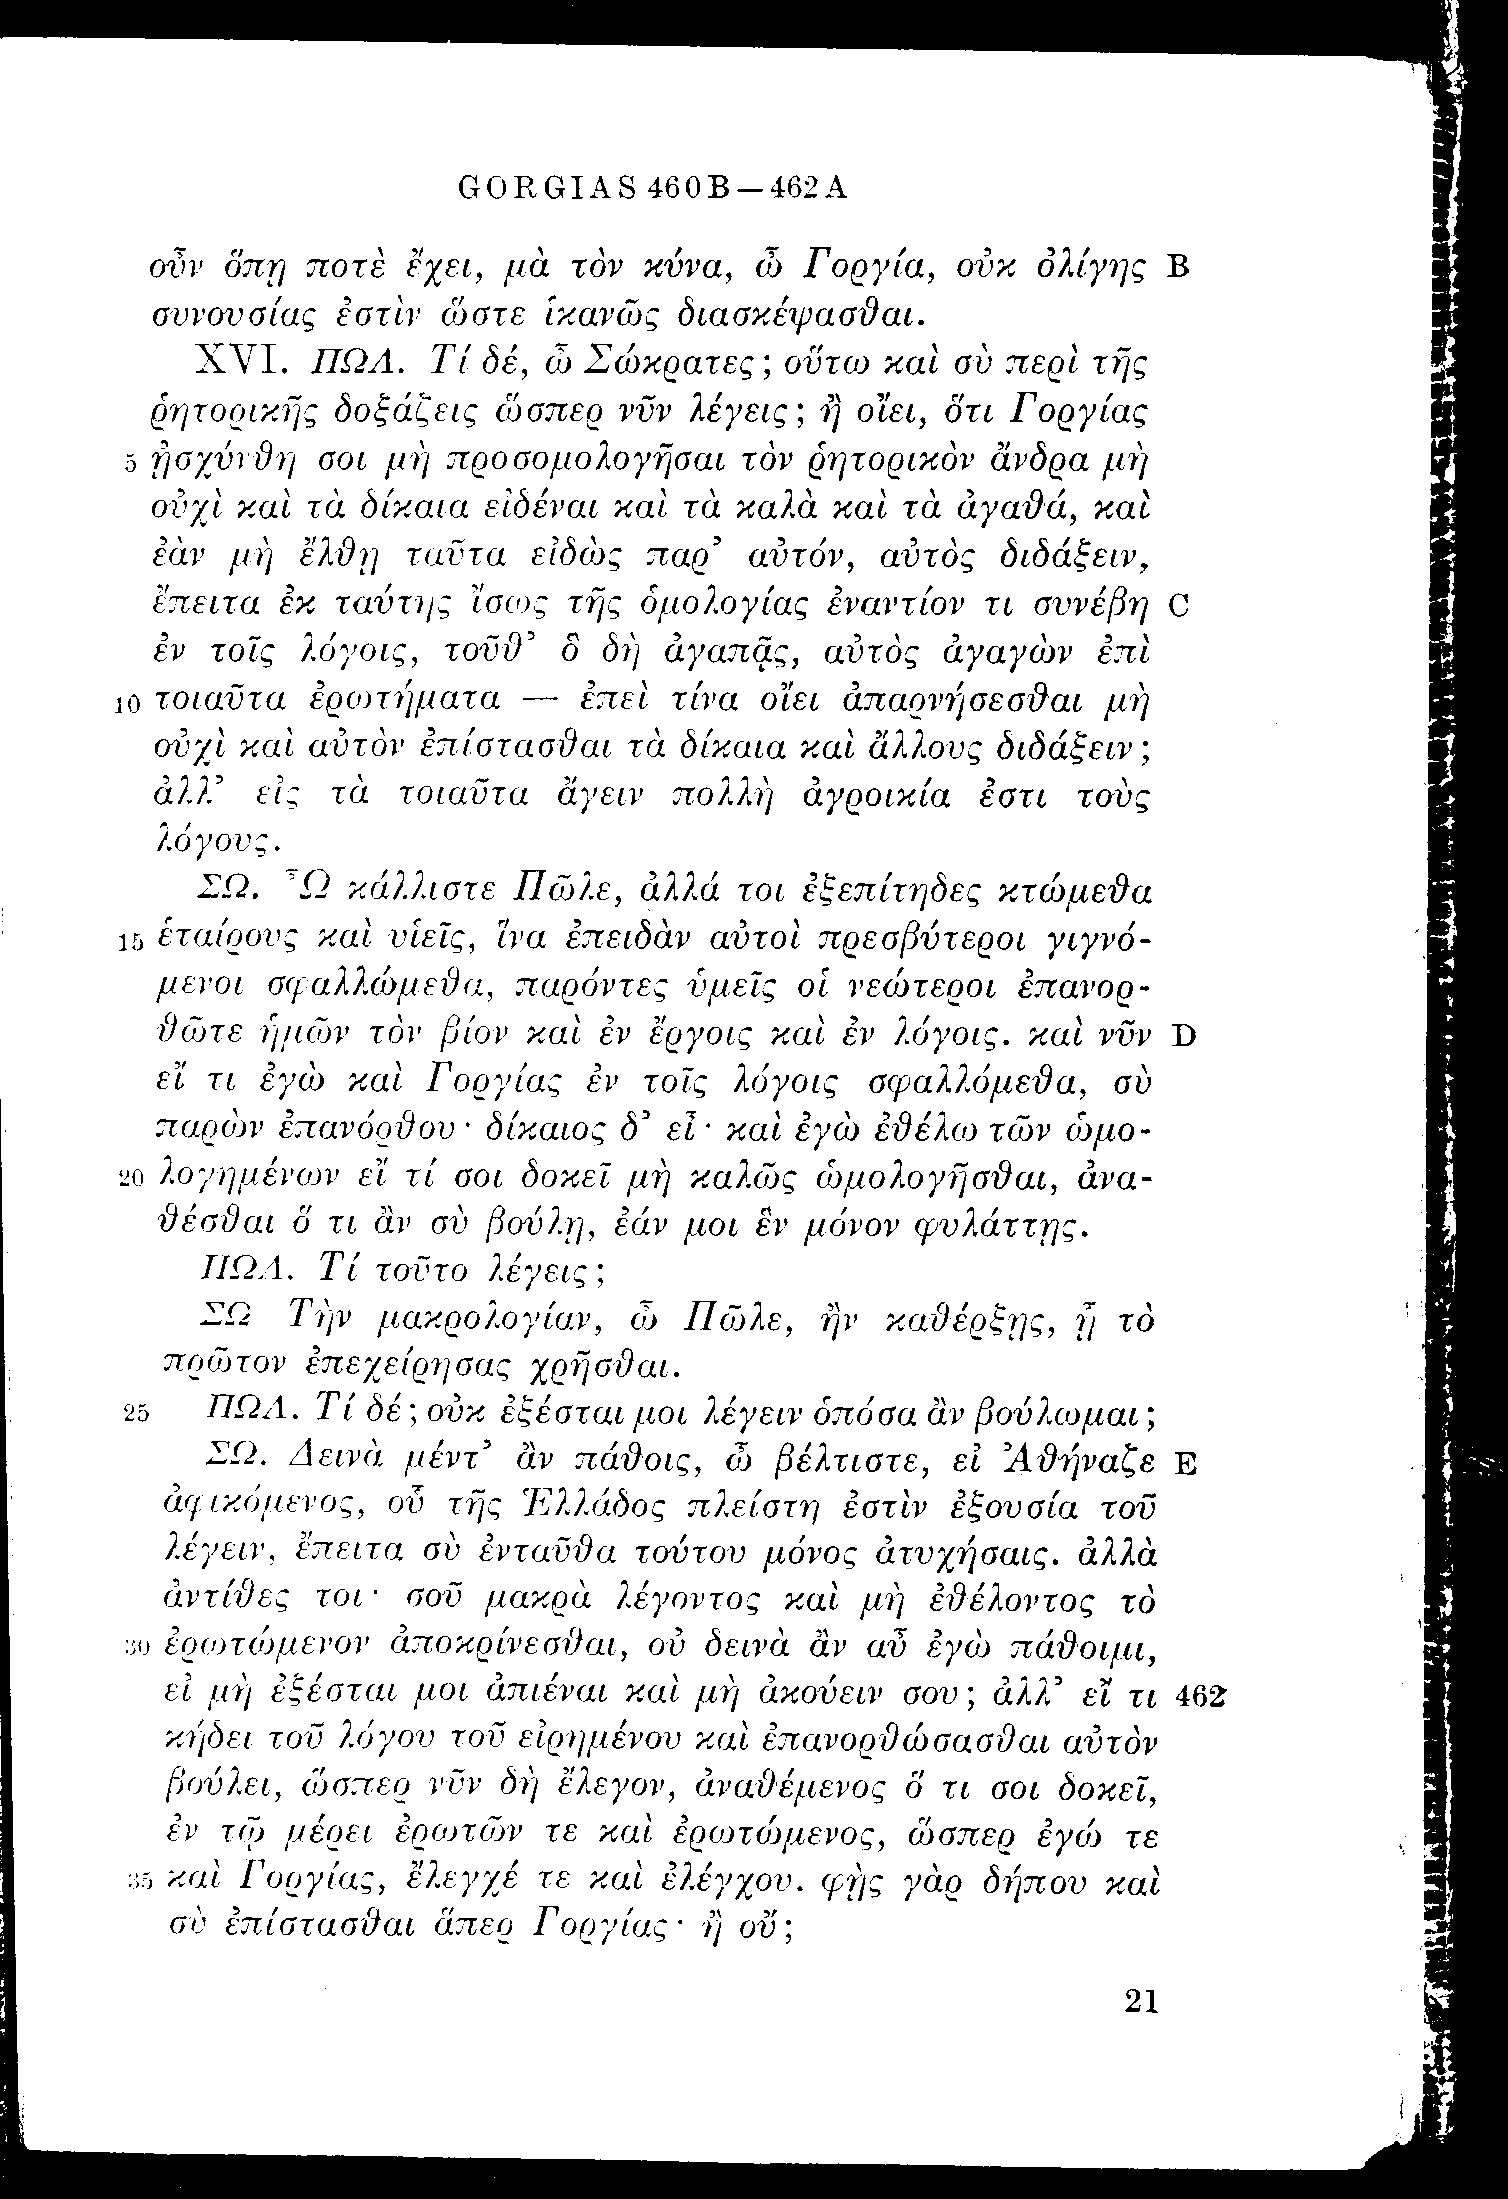 GORGIAS 460B — 462A
οὖν ὅπῃ ποτὲ ἔχει, μὰ τὸν κύνα, ὦ Γοργία, οὐκ ὀλίγης B
συνουσίας ἐστὶν ὥστε ἱκανῶς διασκέψασθαι.
XVI. ΠΩΛ. Τί δέ, ὦ Σώκρατες; οὕτω καὶ σὺ περὶ τῆς
ῥητορικῆς δοξάζεις ὥσπερ νῦν λέγεις; ἢ οἴει, ὅτι Γοργίας
5 ᾐσχύνθη σοι μὴ προσομολογῆσαι τὸν ῥητορικὸν ἄνδρα μὴ
οὐχὶ καὶ τὰ δίκαια εἰδέναι καὶ τὰ καλὰ καὶ τὰ ἀγαθά, καὶ
ἐὰν μὴ ἔλθῃ ταῦτα εἰδὼς παρ᾽ αὐτόν, αὐτὸς διδάξειν,
ἔπειτα ἐκ ταύτης ἴσως τῆς ὁμολογίας ἐναντίον τι συνέβη C
ἐν τοῖς λόγοις, τοῦθ᾽ ὃ δὴ ἀγαπᾷς, αὐτὸς ἀγαγὼν ἐπὶ
10 τοιαῦτα ἐρωτήματα — ἐπεὶ τίνα οἴει ἀπαρνήσεσθαι μὴ
οὐχὶ καὶ αὐτὸν ἐπίστασθαι τὰ δίκαια καὶ ἄλλους διδάξειν;
ἀλλ᾽ εἰς τὰ τοιαῦτα ἄγειν πολλὴ ἀγροικία ἐστι τοὺς
λόγους.
ΣΩ. Ὦ κάλλιστε Πῶλε, ἀλλά τοι ἐξεπίτηδες κτώμεθα
15 ἑταίρους καὶ υἱεῖς, ἵνα ἐπειδὰν αὐτοὶ πρεσβύτεροι γιγνό-
μενοι σφαλλώμεθα, παρόντες ὑμεῖς οἱ νεώτεροι ἐπανορ-
θῶτε ἡμῶν τὸν βίον καὶ ἐν ἔργοις καὶ ἐν λόγοις. καὶ νῦν D
εἴ τι ἐγὼ καὶ Γοργίας ἐν τοῖς λόγοις σφαλλόμεθα, σὺ
παρὼν ἐπανόρθου· δίκαιος δ᾽ εἶ· καὶ ἐγὼ ἐθέλω τῶν ὡμο-
20 λογημένων εἴ τί σοι δοκεῖ μὴ καλῶς ὡμολογῆσθαι, ἀνα-
θέσθαι ὅ τι ἂν σὺ βούλῃ, ἐάν μοι ἓν μόνον φυλάττῃς.
ΠΩΛ. Τί τοῦτο λέγεις;
ΣΩ Τὴν μακρολογίαν, ὦ Πῶλε, ἢν καθέρξῃς, ᾗ τὸ
πρῶτον ἐπεχείρησας χρῆσθαι.
25 ΠΩΛ. Τί δέ; οὐκ ἐξέσται μοι λέγειν ὁπόσα ἂν βούλωμαι;
ΣΩ. Δεινὰ μέντ᾽ ἂν πάθοις, ὦ βέλτιστε, εἰ Ἀθήναζε E
ἀφικόμενος, οὗ τῆς Ἑλλάδος πλείστη ἐστὶν ἐξουσία τοῦ
λέγειν, ἔπειτα σὺ ἐνταῦθα τούτου μόνος ἀτυχήσαις. ἀλλὰ
ἀντίθες τοι· σοῦ μακρὰ λέγοντος καὶ μὴ ἐθέλοντος τὸ
30 ἐρωτώμενον ἀποκρίνεσθαι, οὐ δεινὰ ἂν αὖ ἐγὼ πάθοιμι,
εἰ μὴ ἐξέσται μοι ἀπιέναι καὶ μὴ ἀκούειν σου; ἀλλ᾽ εἴ τι 462
κήδει τοῦ λόγου τοῦ εἰρημένου καὶ ἐπανορθώσασθαι αὐτὸν
βούλει, ὥσπερ νῦν δὴ ἔλεγον, ἀναθέμενος ὅ τι σοι δοκεῖ,
ἐν τῷ μέρει ἐρωτῶν τε καὶ ἐρωτώμενος, ὥσπερ ἐγώ τε
35 καὶ Γοργίας, ἔλεγχέ τε καὶ ἐλέγχου. φῂς γὰρ δήπου καὶ
σὺ ἐπίστασθαι ἅπερ Γοργίας· ἢ οὔ;
21